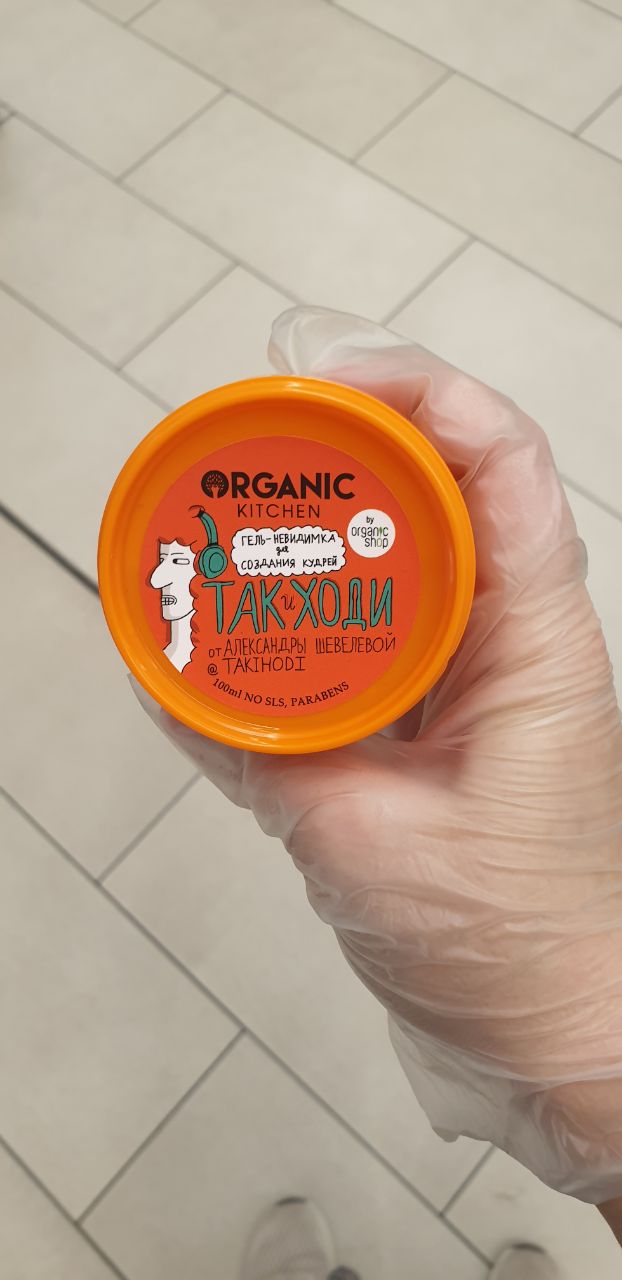 ORGANIC
KITCHEN
by
organic
shop
ГЕЛЬ-НЕВИДИМКА
для
СОЗДАНИЯ КУДРЕЙ
ТАК и ХОДИ
от АЛЕКСАНДРЫ ШЕВЕЛЕВОЙ
@ TAKIHODI
100ml NO SLS, PARABENS